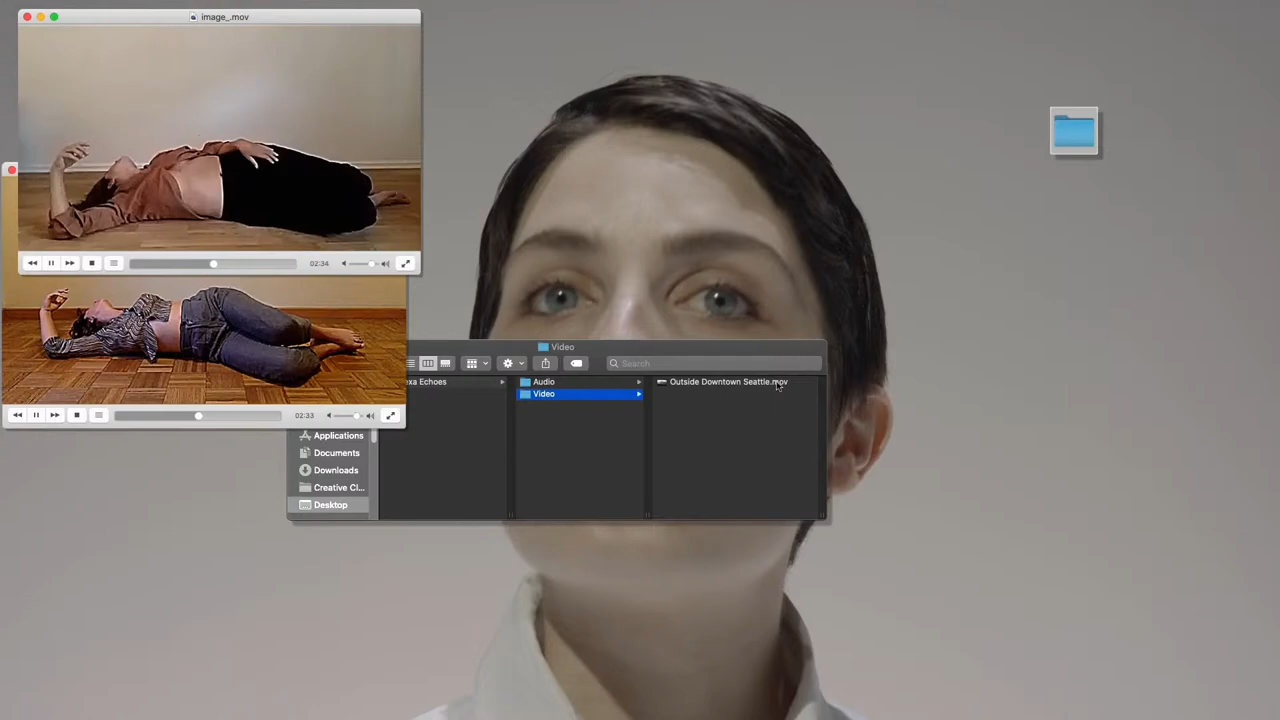 image_.mov
02:34
02:33
Video
Search
exa Echoes
Audio
Video
Outside Downtown Seattle.mov
Applications
Documents
Downloads
Creative Cl...
Desktop